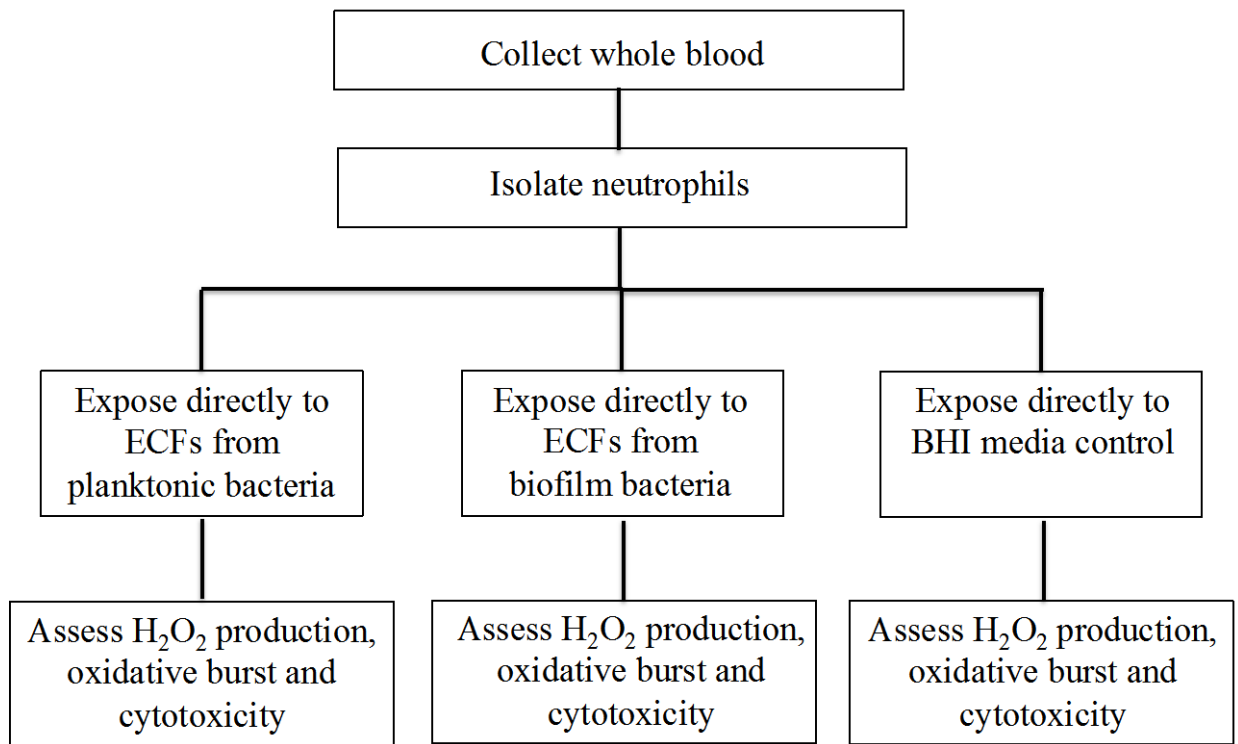 Collect whole blood
Isolate neutrophils
Expose directly to
ECFs from
planktonic bacteria
Expose directly to
ECFs from
biofilm bacteria
Expose directly to
BHI media control
Assess H₂O₂ production,
oxidative burst and
cytotoxicity
Assess H₂O₂ production,
oxidative burst and
cytotoxicity
Assess H₂O₂ production,
oxidative burst and
cytotoxicity